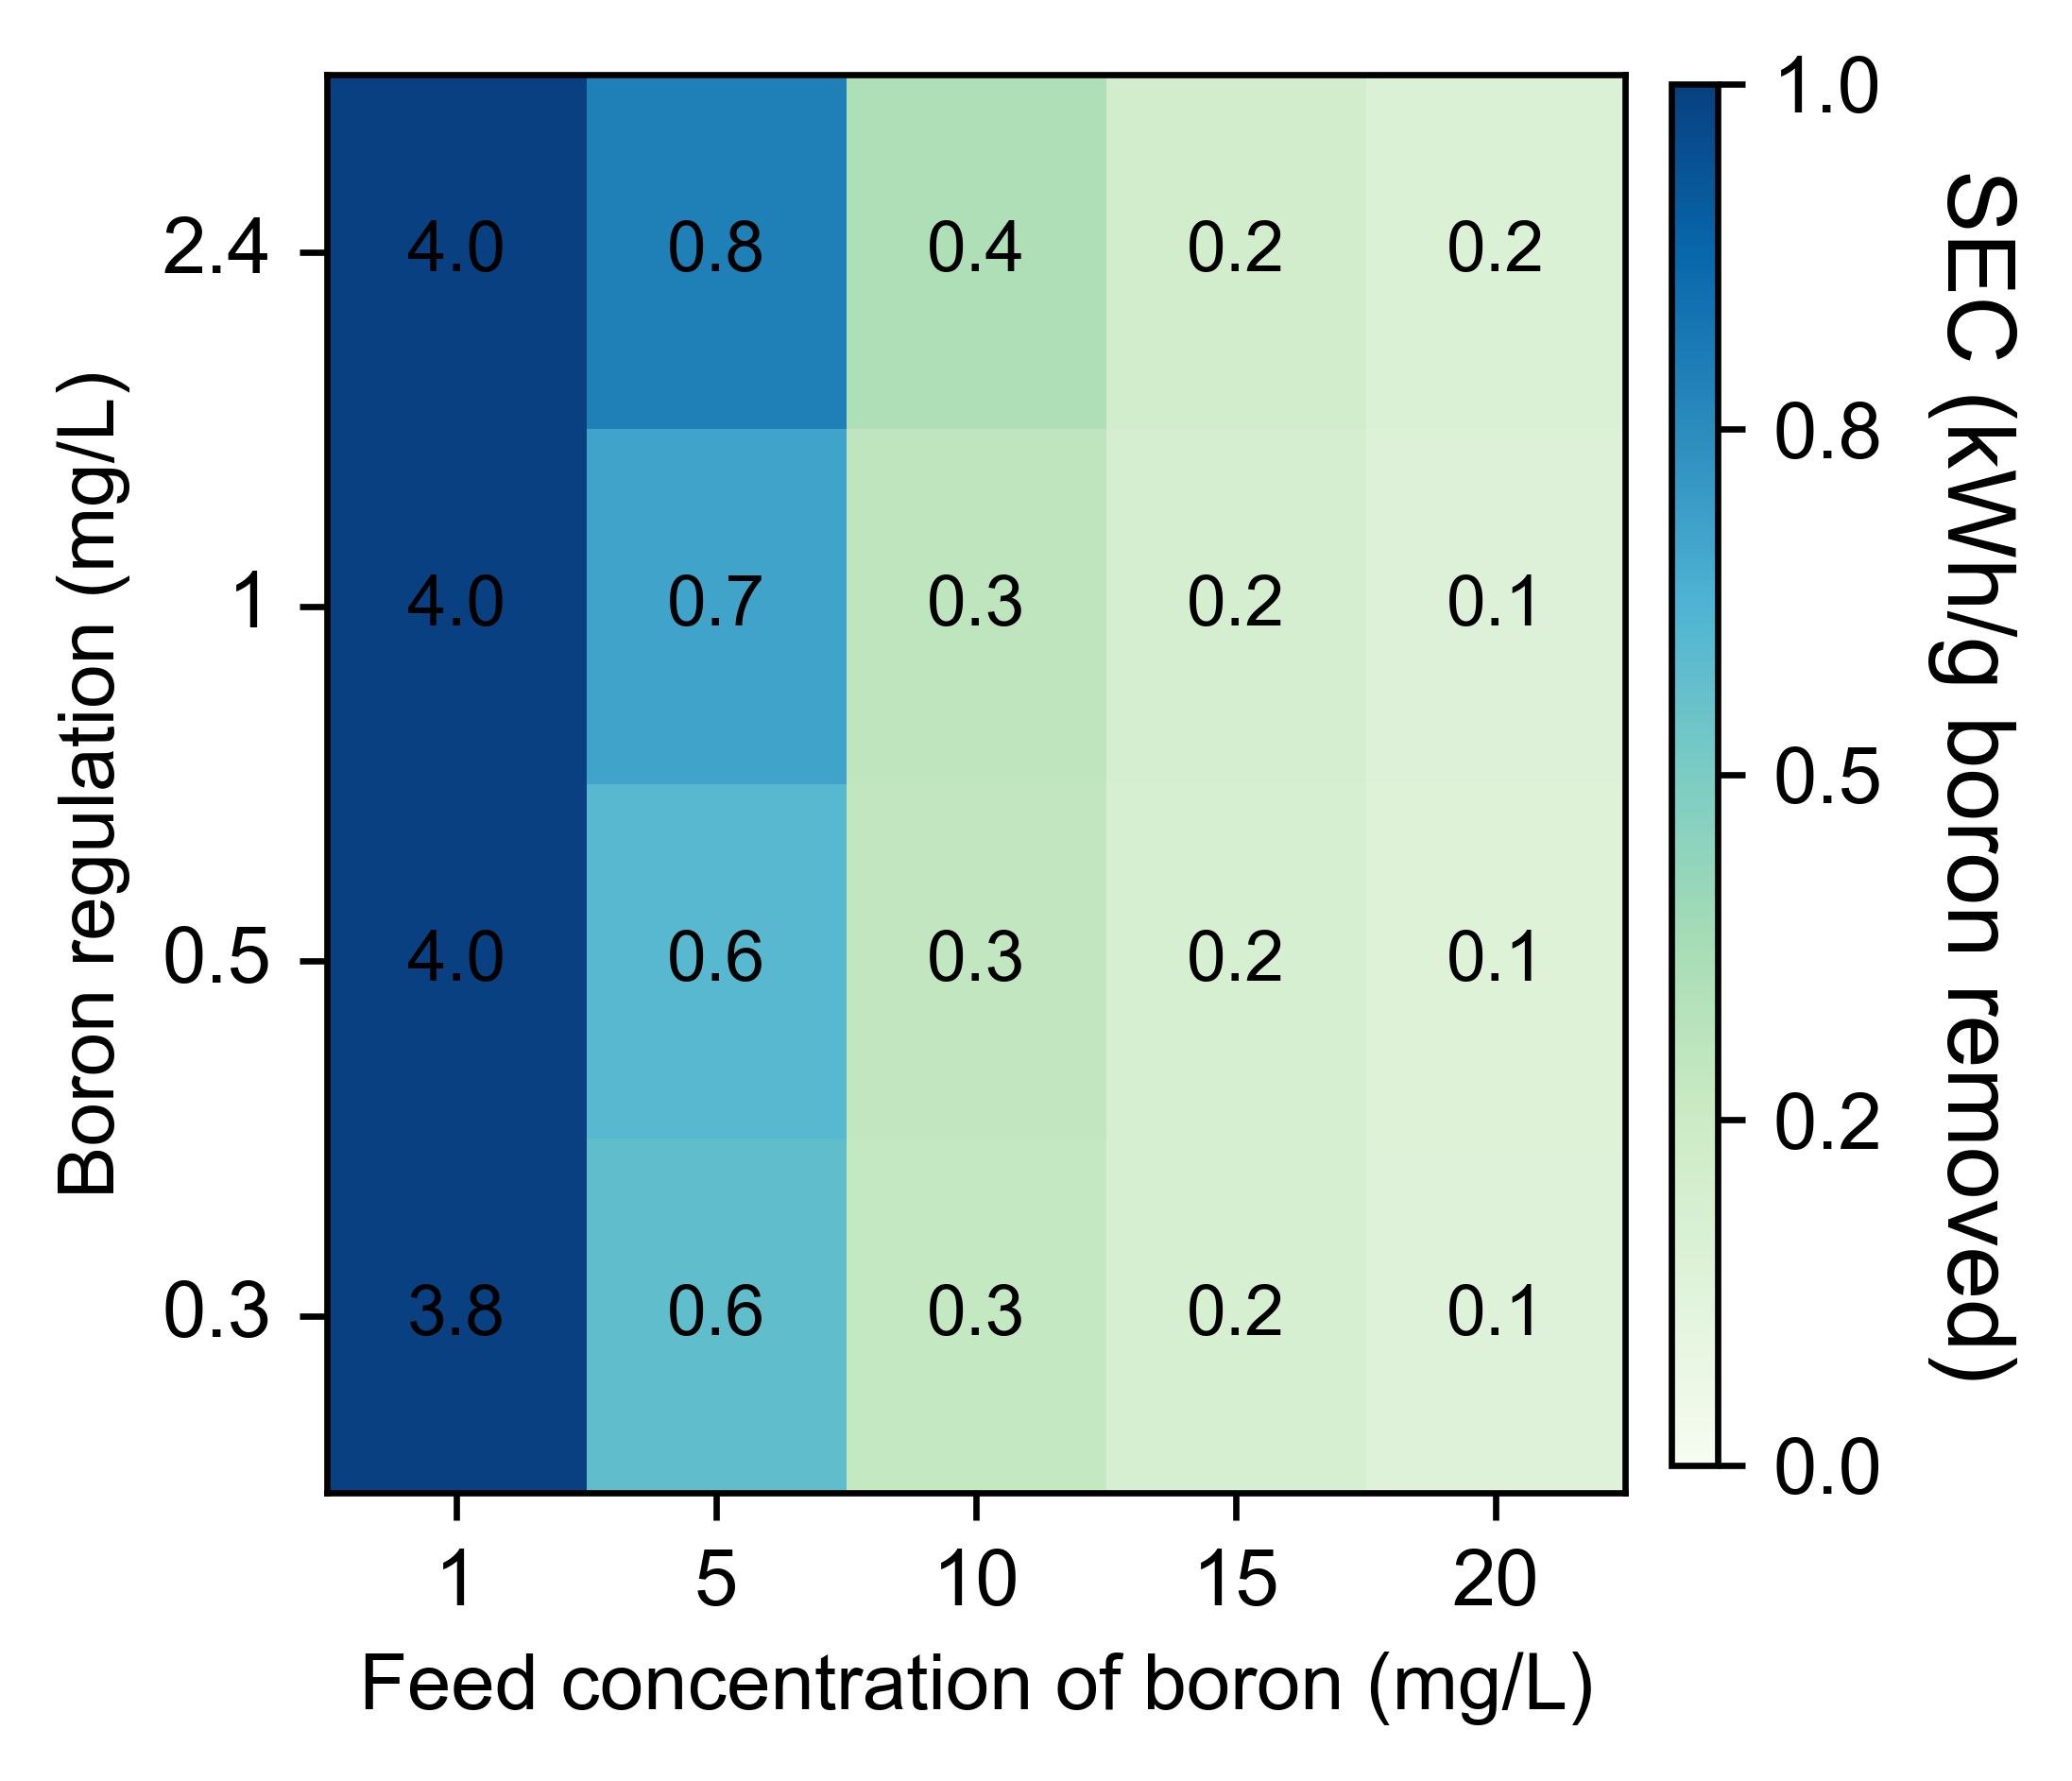 Boron regulation (mg/L)
2.4 4.0 0.8 0.4 0.2 0.2
1 4.0 0.7 0.3 0.2 0.1
0.5 4.0 0.6 0.3 0.2 0.1
0.3 3.8 0.6 0.3 0.2 0.1
1 5 10 15 20
Feed concentration of boron (mg/L)
1.0
0.8
0.5
0.2
0.0
SEC (kWh/g boron removed)